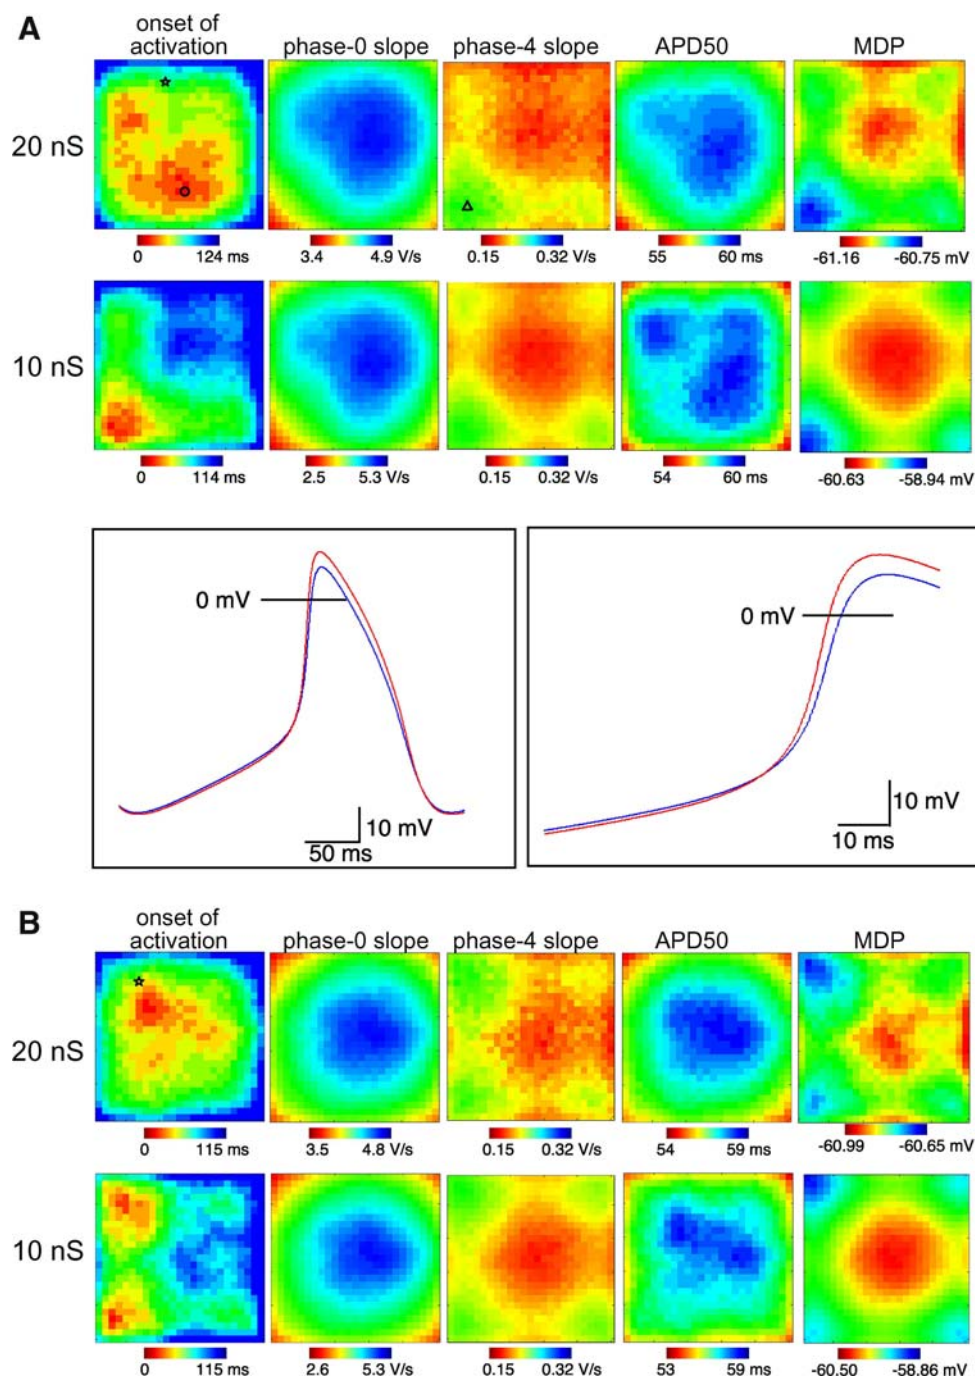 A
onset of
activation
phase-0 slope
phase-4 slope
APD50
MDP
20 nS
0 124 ms
3.4 4.9 V/s
0.15 0.32 V/s
55 60 ms
-61.16 -60.75 mV
10 nS
0 114 ms
2.5 5.3 V/s
0.15 0.32 V/s
54 60 ms
-60.63 -58.94 mV
0 mV
10 mV
50 ms
0 mV
10 mV
10 ms
B
onset of
activation
phase-0 slope
phase-4 slope
APD50
MDP
20 nS
0 115 ms
3.5 4.8 V/s
0.15 0.32 V/s
54 59 ms
-60.99 -60.65 mV
10 nS
0 115 ms
2.6 5.3 V/s
0.15 0.32 V/s
53 59 ms
-60.50 -58.86 mV